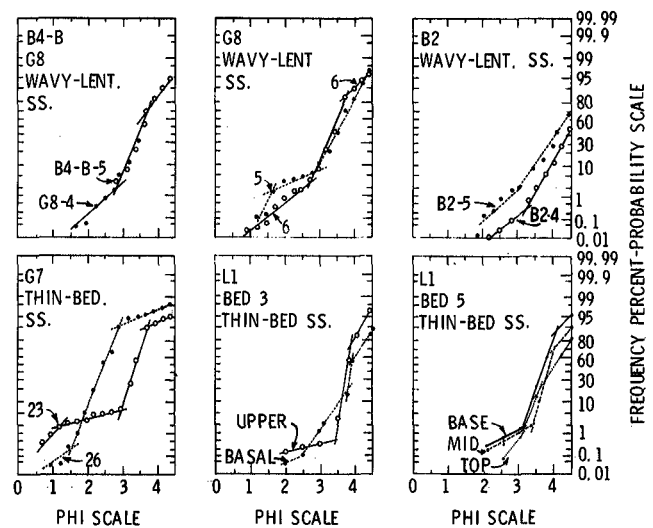 B4-B
G8
WAVY-LENT.
SS.
B4-B-5
G8-4
G8
WAVY-LENT
SS.
6
5
6
B2
WAVY-LENT. SS.
B2-5
B2-4
99.99
99.9
95
80
60
30
10
1
0.1
0.01
G7
THIN-BED.
SS.
23
26
0 1 2 3 4
PHI SCALE
L1
BED 3
THIN-BED SS.
UPPER
BASAL
0 1 2 3 4
PHI SCALE
L1
BED 5
THIN-BED SS.
BASE
MID
TOP
0 1 2 3 4
PHI SCALE
99.99
99.9
95
80
60
30
10
1
0.1
0.01
FREQUENCY PERCENT-PROBABILITY SCALE